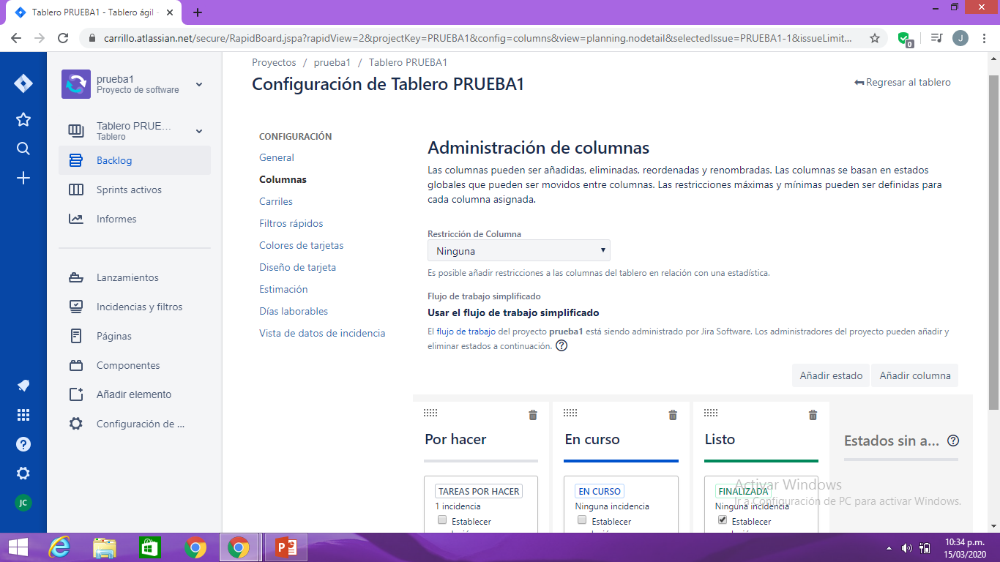 Tablero PRUEBA1 - Tablero ágil -
carrillo.atlassian.net/secure/RapidBoard.jspa?rapidView=2&projectKey=PRUEBA1&config=columns&view=planning.nodetail&selectedIssue=PRUEBA1-1&issueLimit...
0
J
prueba1
Proyecto de software
Tablero PRUE...
Tablero
Backlog
Sprints activos
Informes
Lanzamientos
Incidencias y filtros
Páginas
Componentes
Añadir elemento
Configuración de ...
JC
Proyectos / prueba1 / Tablero PRUEBA1
Configuración de Tablero PRUEBA1
Regresar al tablero
CONFIGURACIÓN
General
Columnas
Carriles
Filtros rápidos
Colores de tarjetas
Diseño de tarjeta
Estimación
Días laborables
Vista de datos de incidencia
Administración de columnas
Las columnas pueden ser añadidas, eliminadas, reordenadas y renombradas. Las columnas se basan en estados
globales que pueden ser movidos entre columnas. Las restricciones máximas y mínimas pueden ser definidas para
cada columna asignada.
Restricción de Columna
Ninguna
Es posible añadir restricciones a las columnas del tablero en relación con una estadística.
Flujo de trabajo simplificado
Usar el flujo de trabajo simplificado
El flujo de trabajo del proyecto prueba1 está siendo administrado por Jira Software. Los administradores del proyecto pueden añadir y
eliminar estados a continuación.
Añadir estado
Añadir columna
Por hacer
TAREAS POR HACER
1 incidencia
Establecer
En curso
EN CURSO
Ninguna incidencia
Establecer
Listo
FINALIZADA
Ninguna incidencia
Establecer
Estados sin a...
Activar Windows
Ir a Configuración de PC para activar Windows.
10:34 p.m.
15/03/2020